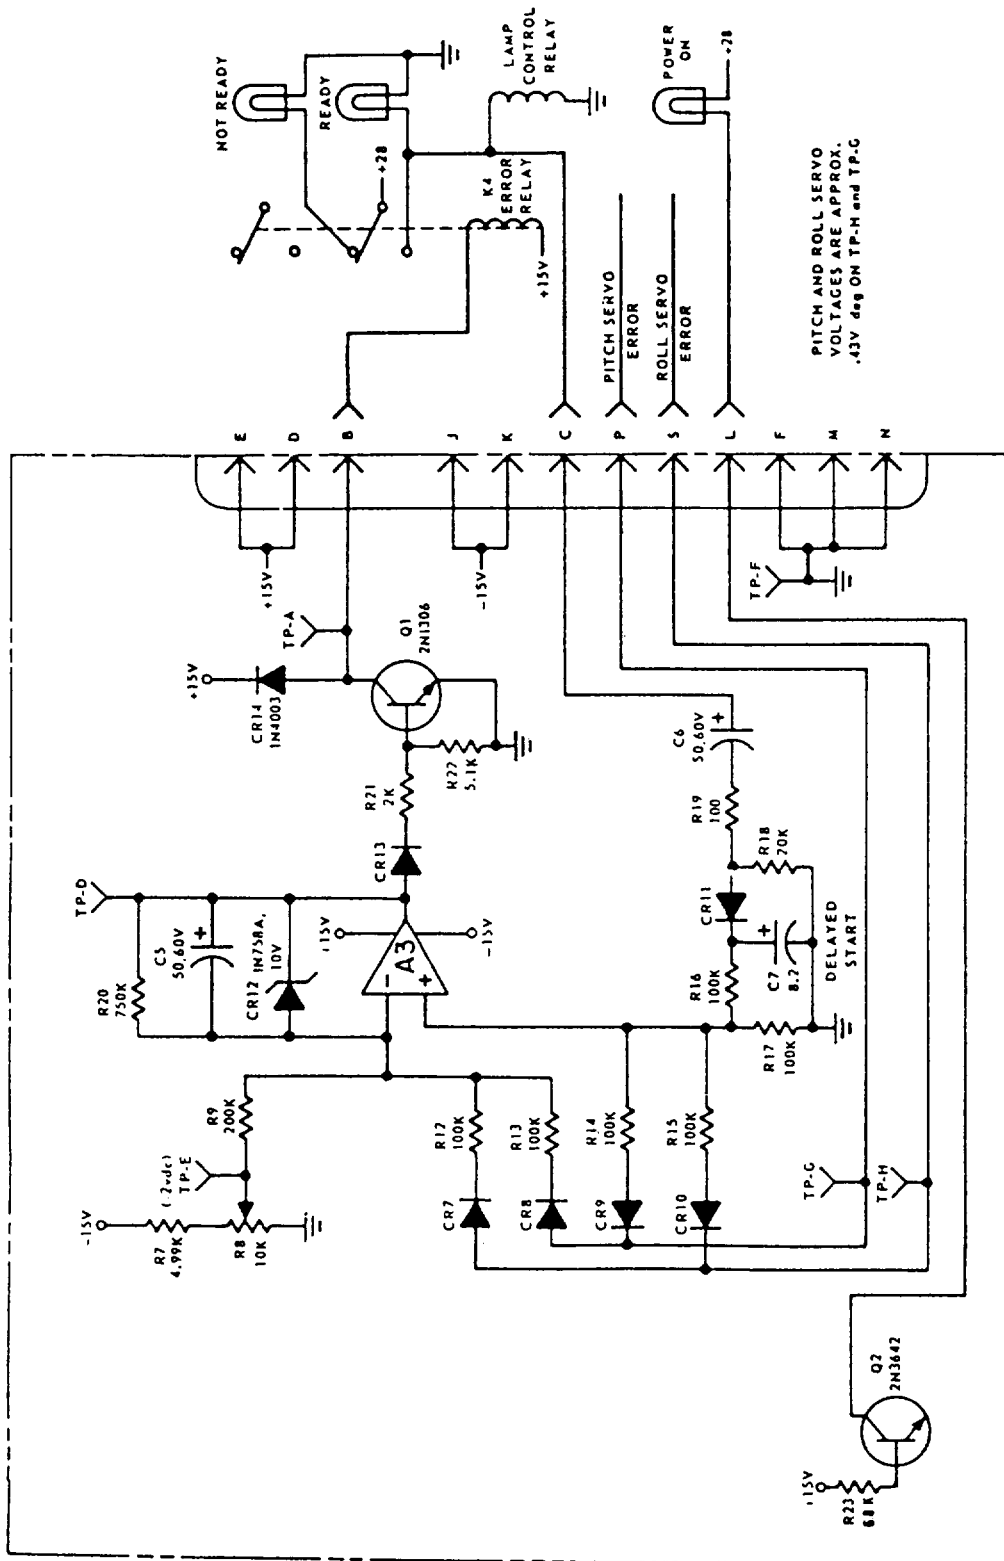 NOT READY
READY
+28
LAMP
CONTROL
RELAY
K4
ERROR
RELAY
+15V
POWER
ON
+28
PITCH SERVO
ERROR
ROLL SERVO
ERROR
PITCH AND ROLL SERVO
VOLTAGES ARE APPROX.
.43V deg ON TP-H and TP-G
E
D
B
J
K
C
P
S
L
F
M
N
+15V
-15V
TP-F
TP-A
+15V
CR14
1N4003
Q1
2N1306
R21
2K
R22
5.1K
CR13
TP-D
R20
750K
C5
50,60V
CR12
1N758A,
10V
+15V
A3
-
+
-15V
C6
50,60V
+
R19
100
R18
20K
CR11
C7
8.2
+
DELAYED
START
R16
100K
R17
100K
R9
200K
TP-E
(.2vdc)
-15V
R7
4.99K
R8
10K
R12
100K
R13
100K
R14
100K
R15
100K
CR7
CR8
CR9
CR10
TP-G
TP-H
Q2
2N3642
+15V
R23
68K